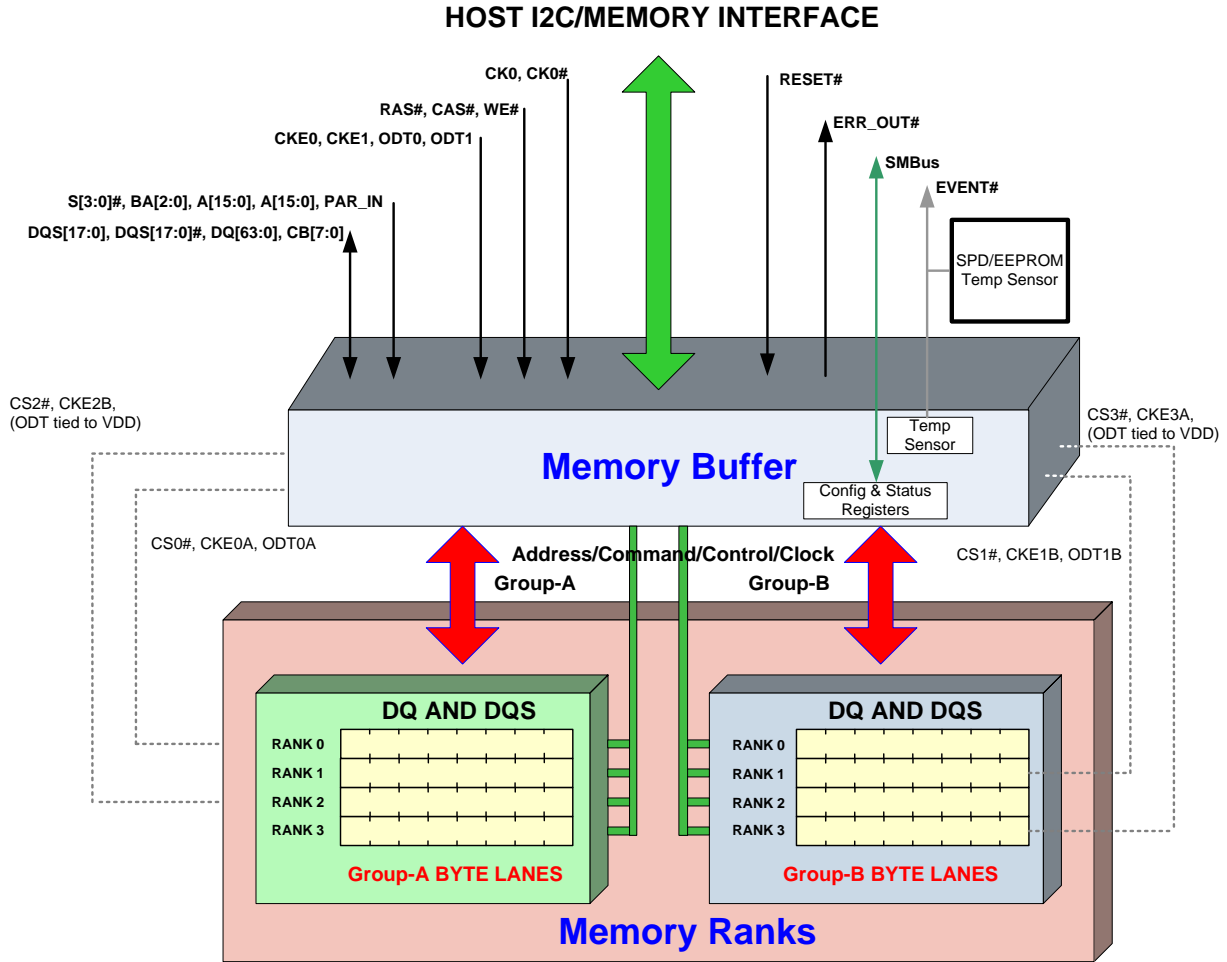 HOST I2C/MEMORY INTERFACE
CK0, CK0#
RESET#
RAS#, CAS#, WE#
ERR_OUT#
CKE0, CKE1, ODT0, ODT1
SMBus
EVENT#
S[3:0]#, BA[2:0], A[15:0], A[15:0], PAR_IN
DQS[17:0], DQS[17:0]#, DQ[63:0], CB[7:0]
SPD/EEPROM
Temp Sensor
CS2#, CKE2B,
(ODT tied to VDD)
CS3#, CKE3A,
(ODT tied to VDD)
Temp
Sensor
Memory Buffer
Config & Status
Registers
CS0#, CKE0A, ODT0A
Address/Command/Control/Clock
CS1#, CKE1B, ODT1B
Group-A
Group-B
DQ AND DQS
RANK 0
RANK 1
RANK 2
RANK 3
Group-A BYTE LANES
DQ AND DQS
RANK 0
RANK 1
RANK 2
RANK 3
Group-B BYTE LANES
Memory Ranks